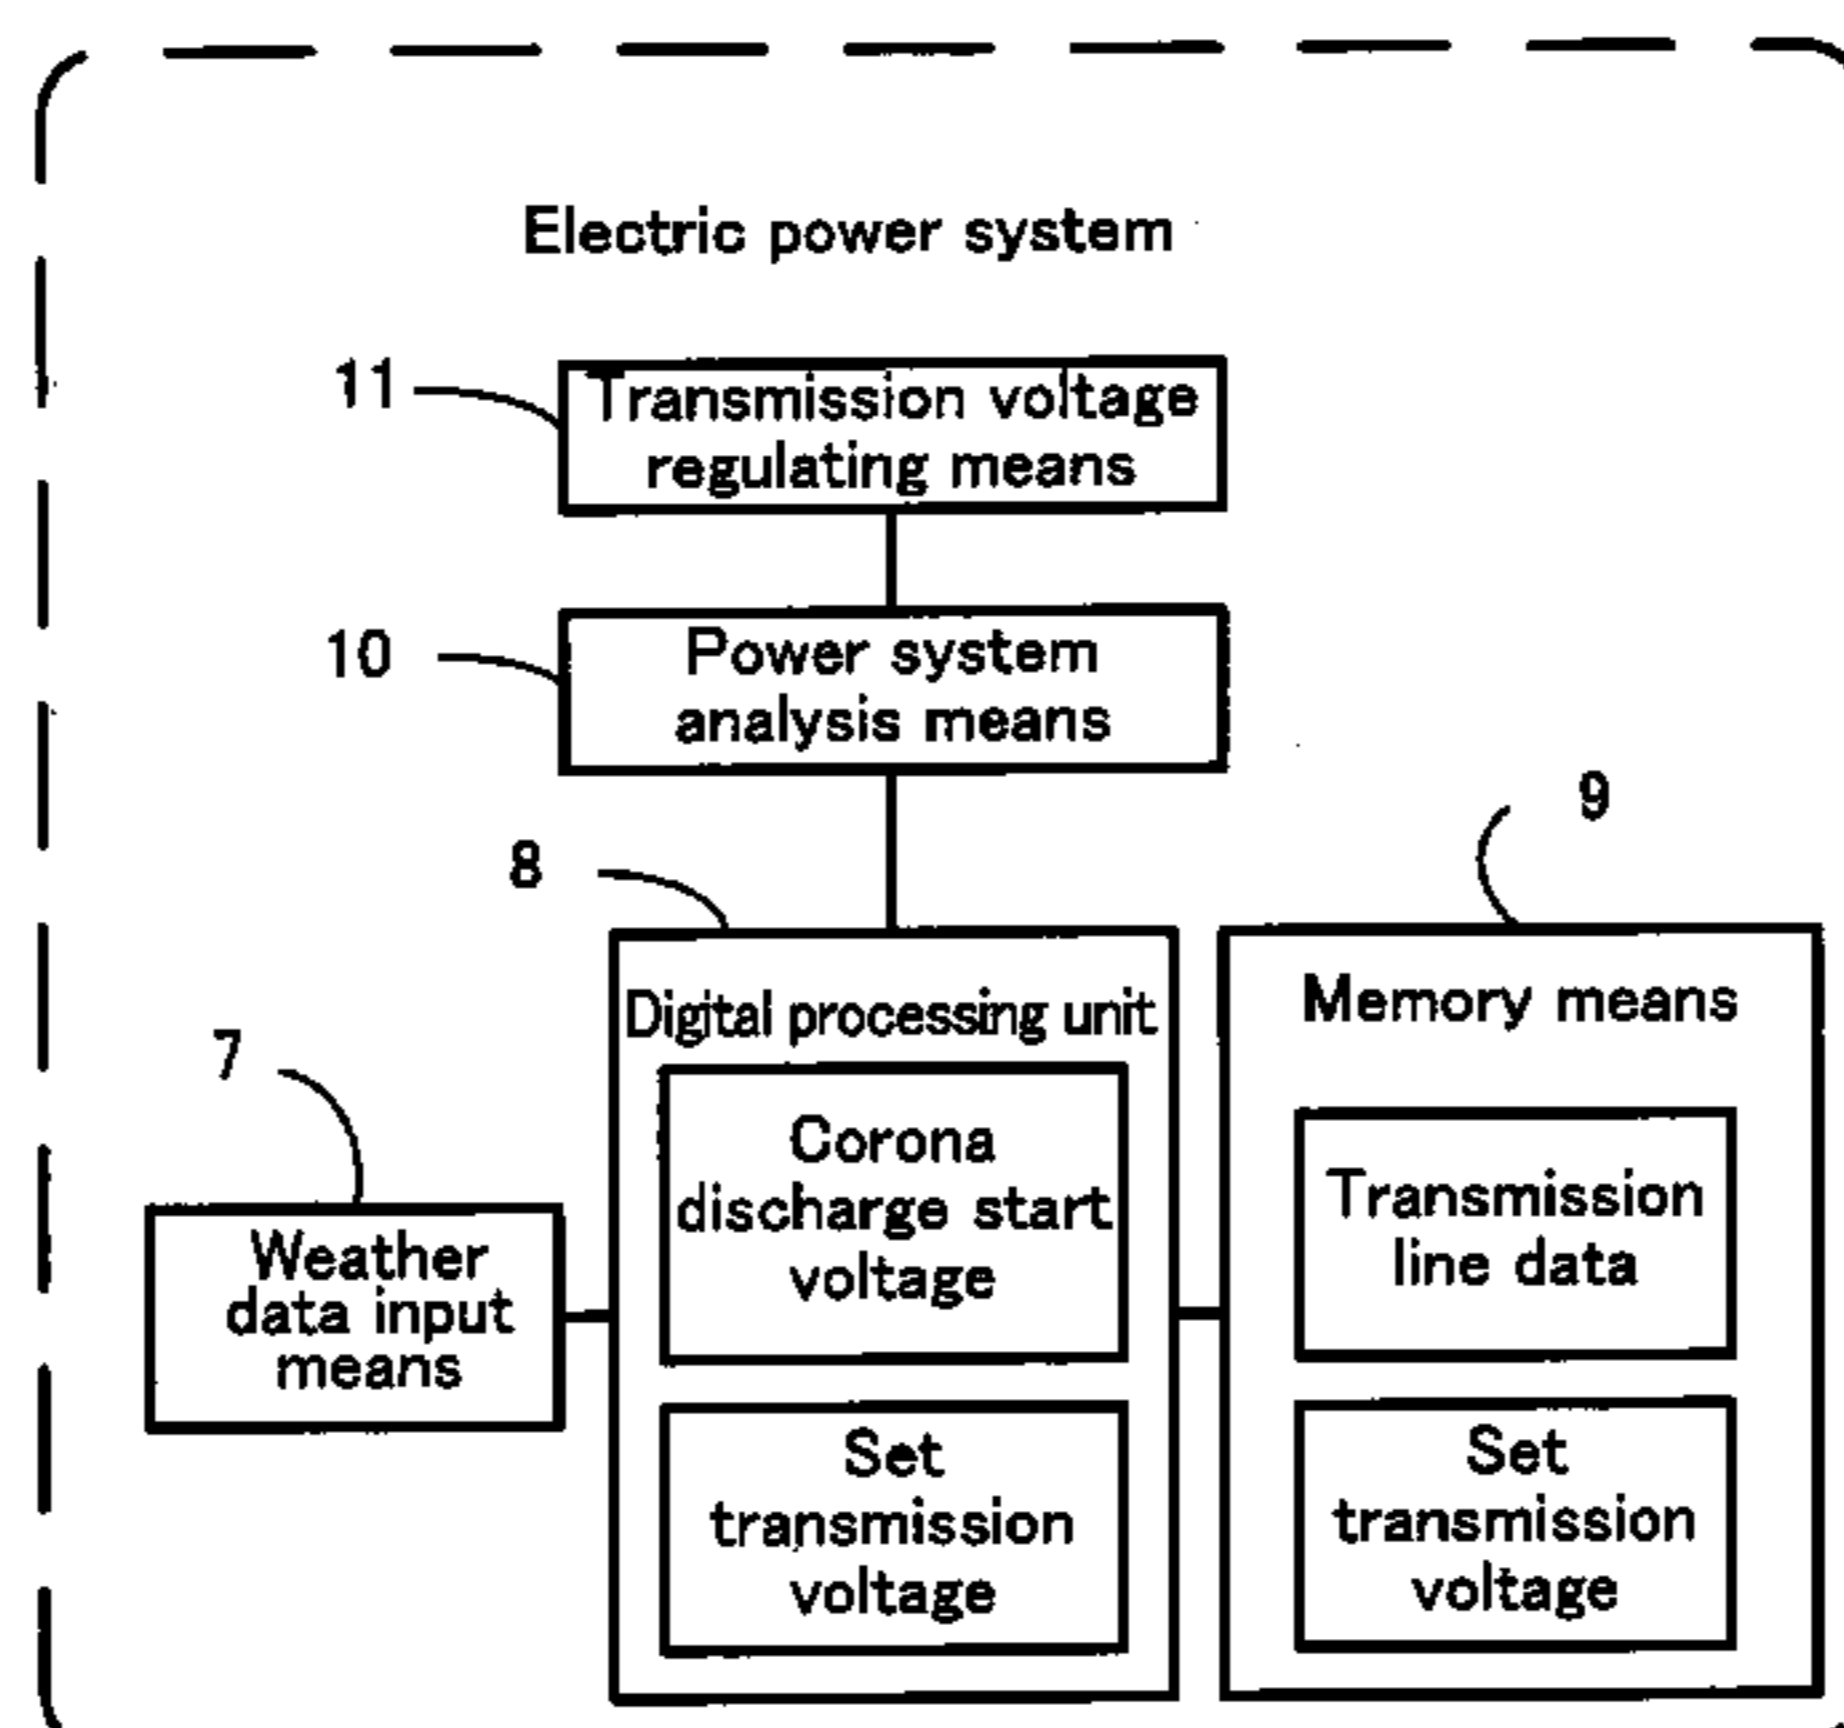 Electric power system
11
Transmission voltage
regulating means
10
Power system
analysis means
9
8
Digital processing unit
Memory means
7
Corona
discharge start
voltage
Transmission
line data
Weather
data input
means
Set
transmission
voltage
Set
transmission
voltage